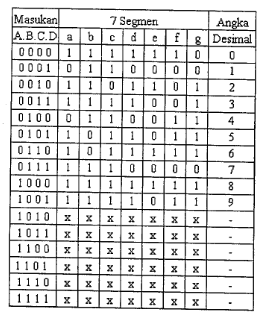 Masukan 7 Segmen Angka
A.B.C.D a b c d e f g Desimal
0 0 0 0 1 1 1 1 1 1 0 0
0 0 0 1 0 1 1 0 0 0 0 1
0 0 1 0 1 1 0 1 1 0 1 2
0 0 1 1 1 1 1 1 0 0 1 3
0 1 0 0 0 1 1 0 0 1 1 4
0 1 0 1 1 0 1 1 0 1 1 5
0 1 1 0 1 0 1 1 1 1 1 6
0 1 1 1 1 1 1 0 0 0 0 7
1 0 0 0 1 1 1 1 1 1 1 8
1 0 0 1 1 1 1 1 0 1 1 9
1 0 1 0 x x x x x x x -
1 0 1 1 x x x x x x x -
1 1 0 0 x x x x x x x -
1 1 0 1 x x x x x x x -
1 1 1 0 x x x x x x x -
1 1 1 1 x x x x x x x -